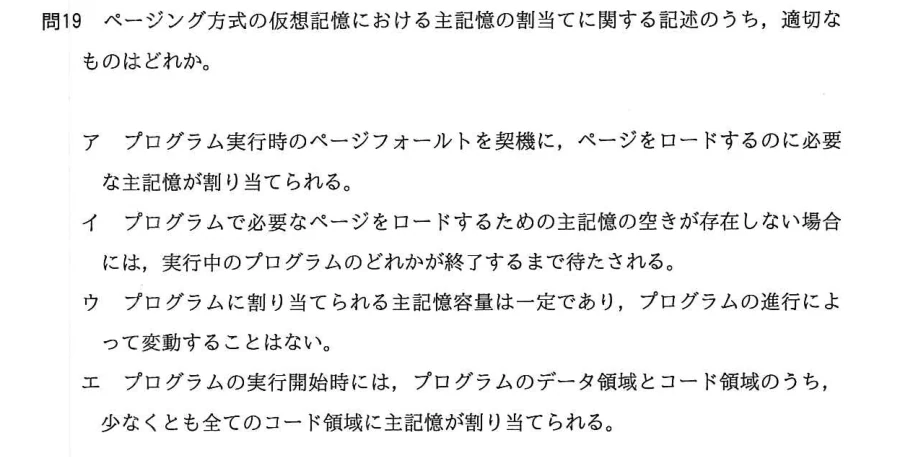 問19 ページング方式の仮想記憶における主記憶の割当てに関する記述のうち，適切な
ものはどれか。
ア プログラム実行時のページフォールトを契機に，ページをロードするのに必要
な主記憶が割り当てられる。
イ プログラムで必要なページをロードするための主記憶の空きが存在しない場合
には，実行中のプログラムのどれかが終了するまで待たされる。
ウ プログラムに割り当てられる主記憶容量は一定であり，プログラムの進行によ
って変動することはない。
エ プログラムの実行開始時には，プログラムのデータ領域とコード領域のうち，
少なくとも全てのコード領域に主記憶が割り当てられる。